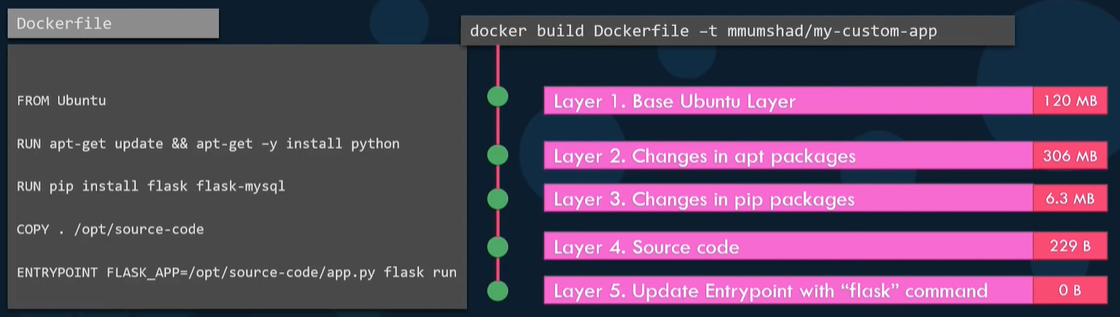 Dockerfile
docker build Dockerfile –t mmumshad/my-custom-app
FROM Ubuntu
RUN apt-get update && apt-get –y install python
RUN pip install flask flask-mysql
COPY . /opt/source-code
ENTRYPOINT FLASK_APP=/opt/source-code/app.py flask run
Layer 1. Base Ubuntu Layer 120 MB
Layer 2. Changes in apt packages 306 MB
Layer 3. Changes in pip packages 6.3 MB
Layer 4. Source code 229 B
Layer 5. Update Entrypoint with “flask” command 0 B